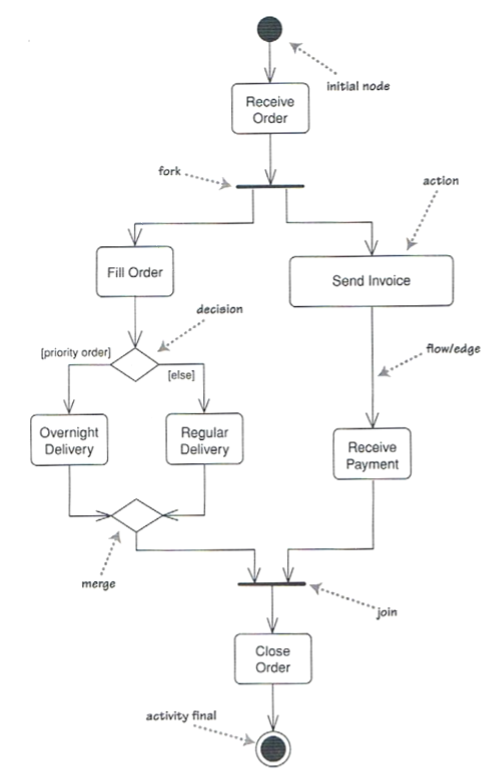 initial node
Receive
Order
fork
action
Fill Order
Send Invoice
decision
[priority order]
[else]
flow/edge
Overnight
Delivery
Regular
Delivery
Receive
Payment
merge
join
Close
Order
activity final